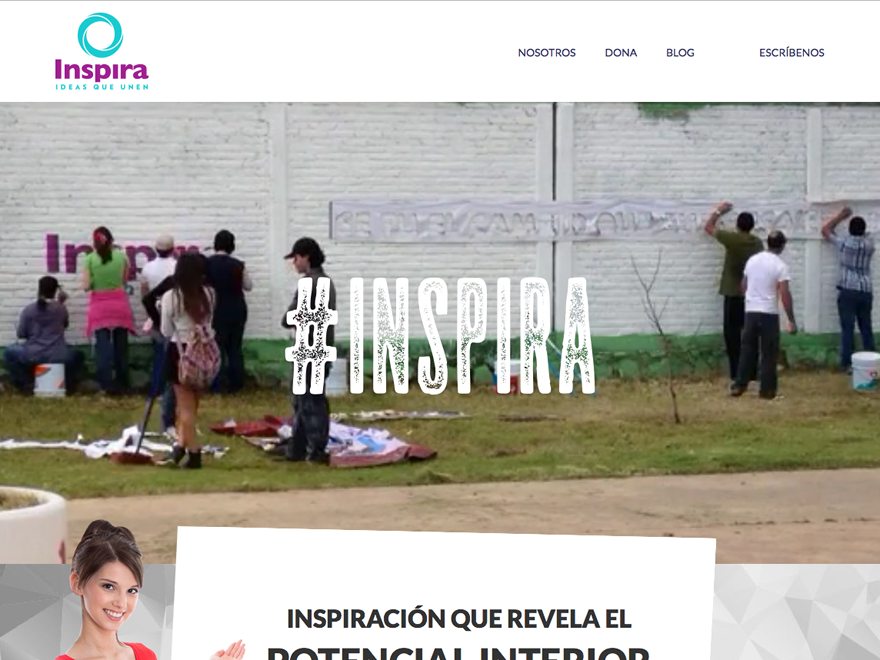 Inspira
IDEAS QUE UNEN
NOSOTROS DONA BLOG ESCRÍBENOS
#INSPIRA
INSPIRACIÓN QUE REVELA EL
POTENCIAL INTERIOR